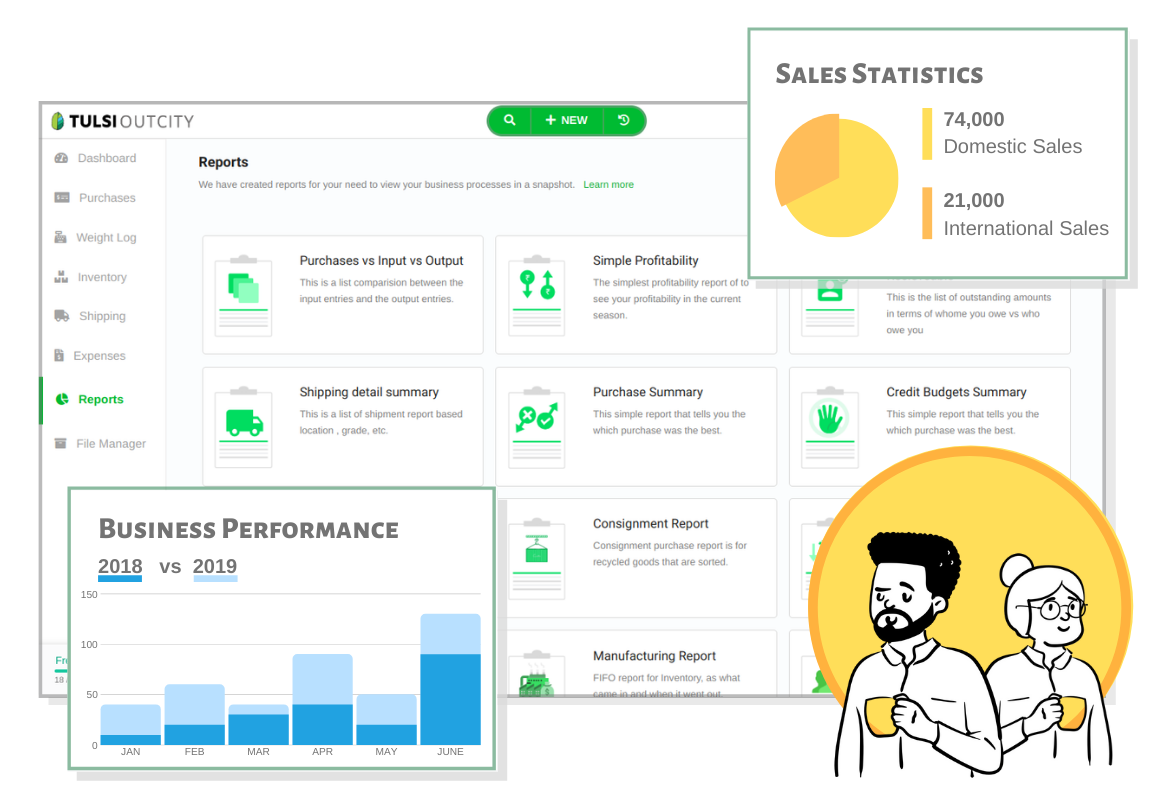 SALES STATISTICS
74,000
Domestic Sales
21,000
International Sales
TULSI OUTCITY
NEW
Dashboard
Purchases
Weight Log
Inventory
Shipping
Expenses
Reports
File Manager
Reports
We have created reports for your need to view your business processes in a snapshot. Learn more
Purchases vs Input vs Output
This is a list comparision between the
input entries and the output entries.
Simple Profitability
The simplest profitability report of to
see your profitability in the current
season.
This is the list of outstanding amounts
in terms of whome you owe vs who
owe you
Shipping detail summary
This is a list of shipment report based
location , grade, etc.
Purchase Summary
This simple report that tells you the
which purchase was the best.
Credit Budgets Summary
This simple report that tells you the
which purchase was the best.
Consignment Report
Consignment purchase report is for
recycled goods that are sorted.
Manufacturing Report
FIFO report for Inventory, as what
came in and when it went out
18
BUSINESS PERFORMANCE
2018 vs 2019
150
100
50
0
JAN FEB MAR APR MAY JUNE